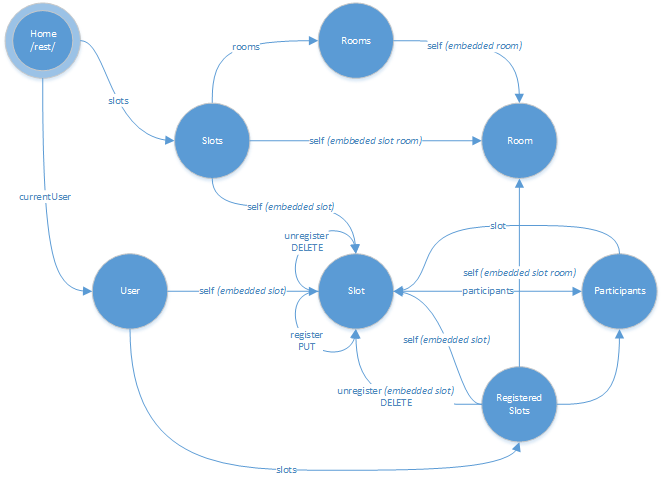 Home
/rest/
Rooms
rooms
self (embedded room)
slots
Slots
self (embbeded slot room)
Room
currentUser
self (embedded slot)
unregister
DELETE
slot
User
self (embedded slot)
Slot
self (embedded slot room)
participants
Participants
register
PUT
self (embedded slot)
unregister (embedded slot)
DELETE
Registered
Slots
slots